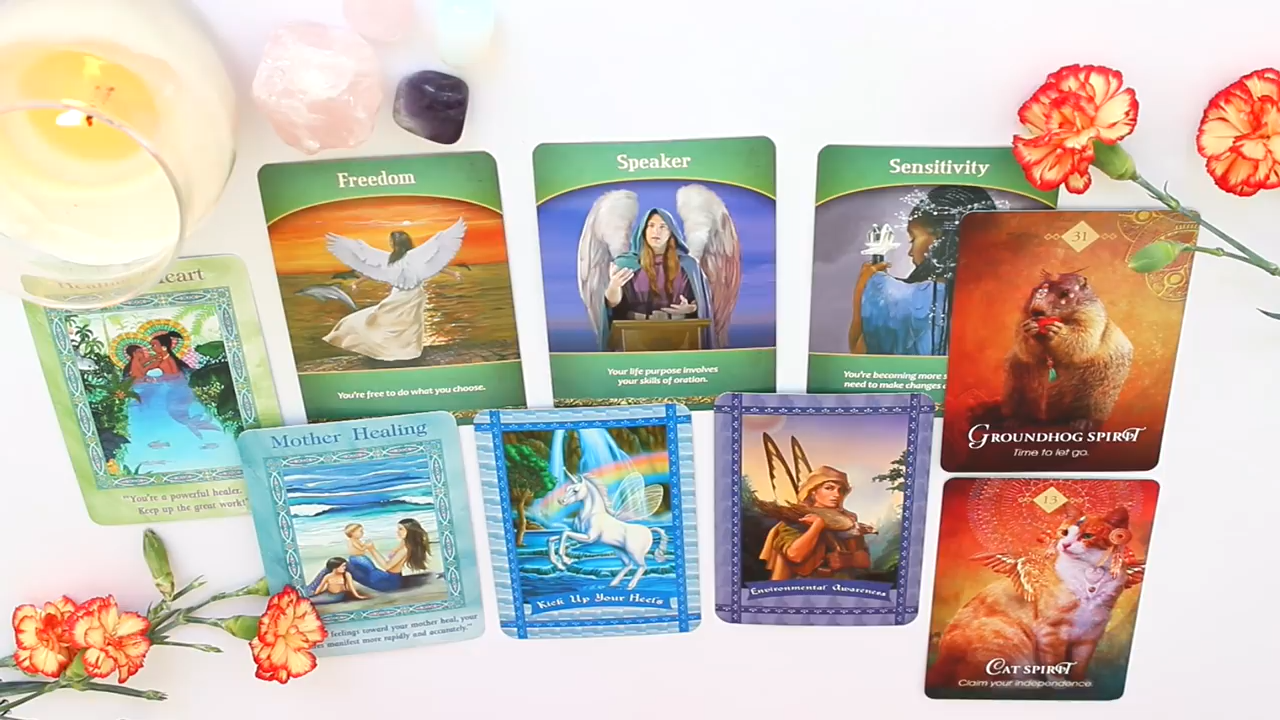 Freedom
You're free to do what you choose.
Speaker
Your life purpose involves
your skills of oration.
Sensitivity
You're becoming more s
need to make changes
31
GROUNDHOG SPIRIT
Time to let go.
Heart
"You're a powerful healer.
Keep up the great work!"
Mother Healing
feelings toward your mother heal, your
manifest more rapidly and accurately."
Kick Up Your Heels
Environmental Awareness
13
CAT SPIRIT
Claim your independence.